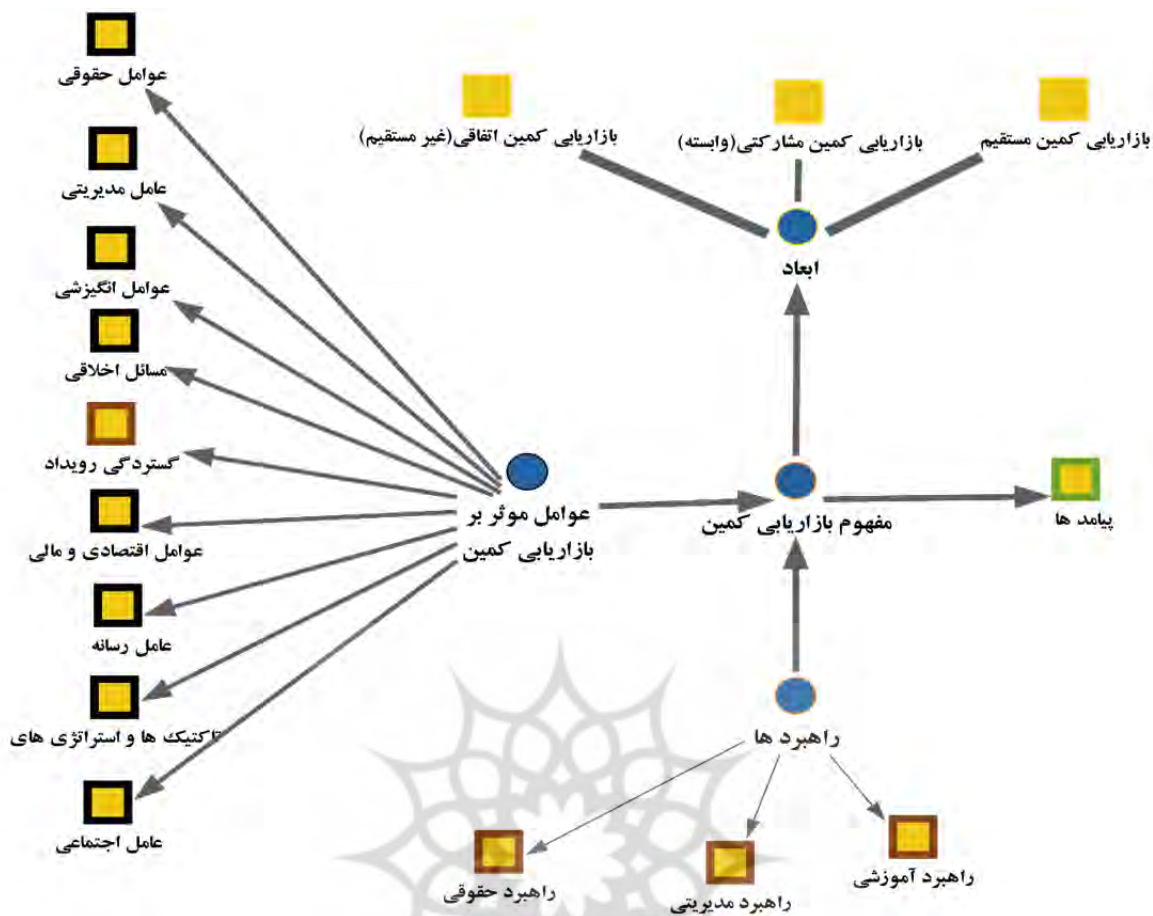 عوامل حقوقی
عامل مدیریتی
عوامل انگیزشی
مسائل اخلاقی
گستردگی رویداد
عوامل اقتصادی و مالی
عامل رسانه
تاکتیک ها و استراتژی های
عامل اجتماعی
عوامل موثر بر
بازاریابی کمین
بازاریابی کمین مستقیم
بازاریابی کمین مشارکتی(وابسته)
بازاریابی کمین اتفاقی(غیر مستقیم)
ابعاد
مفهوم بازاریابی کمین
پیامد ها
راهبرد ها
راهبرد آموزشی
راهبرد مدیریتی
راهبرد حقوقی